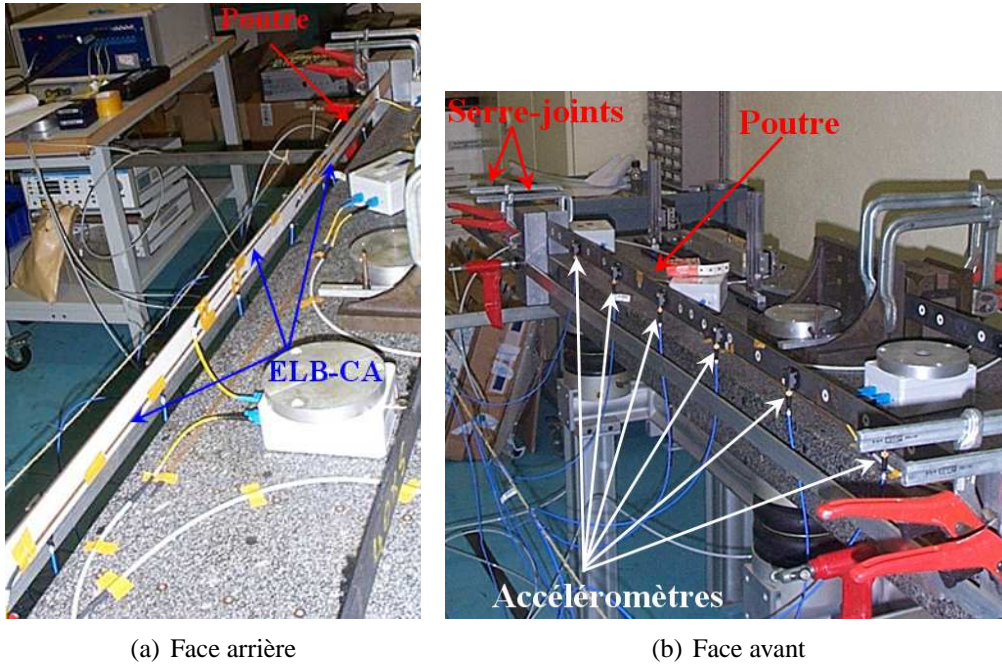 Poutre
ELB-CA
Serre-joints
Poutre
Accéléromètres
(a) Face arrière
(b) Face avant